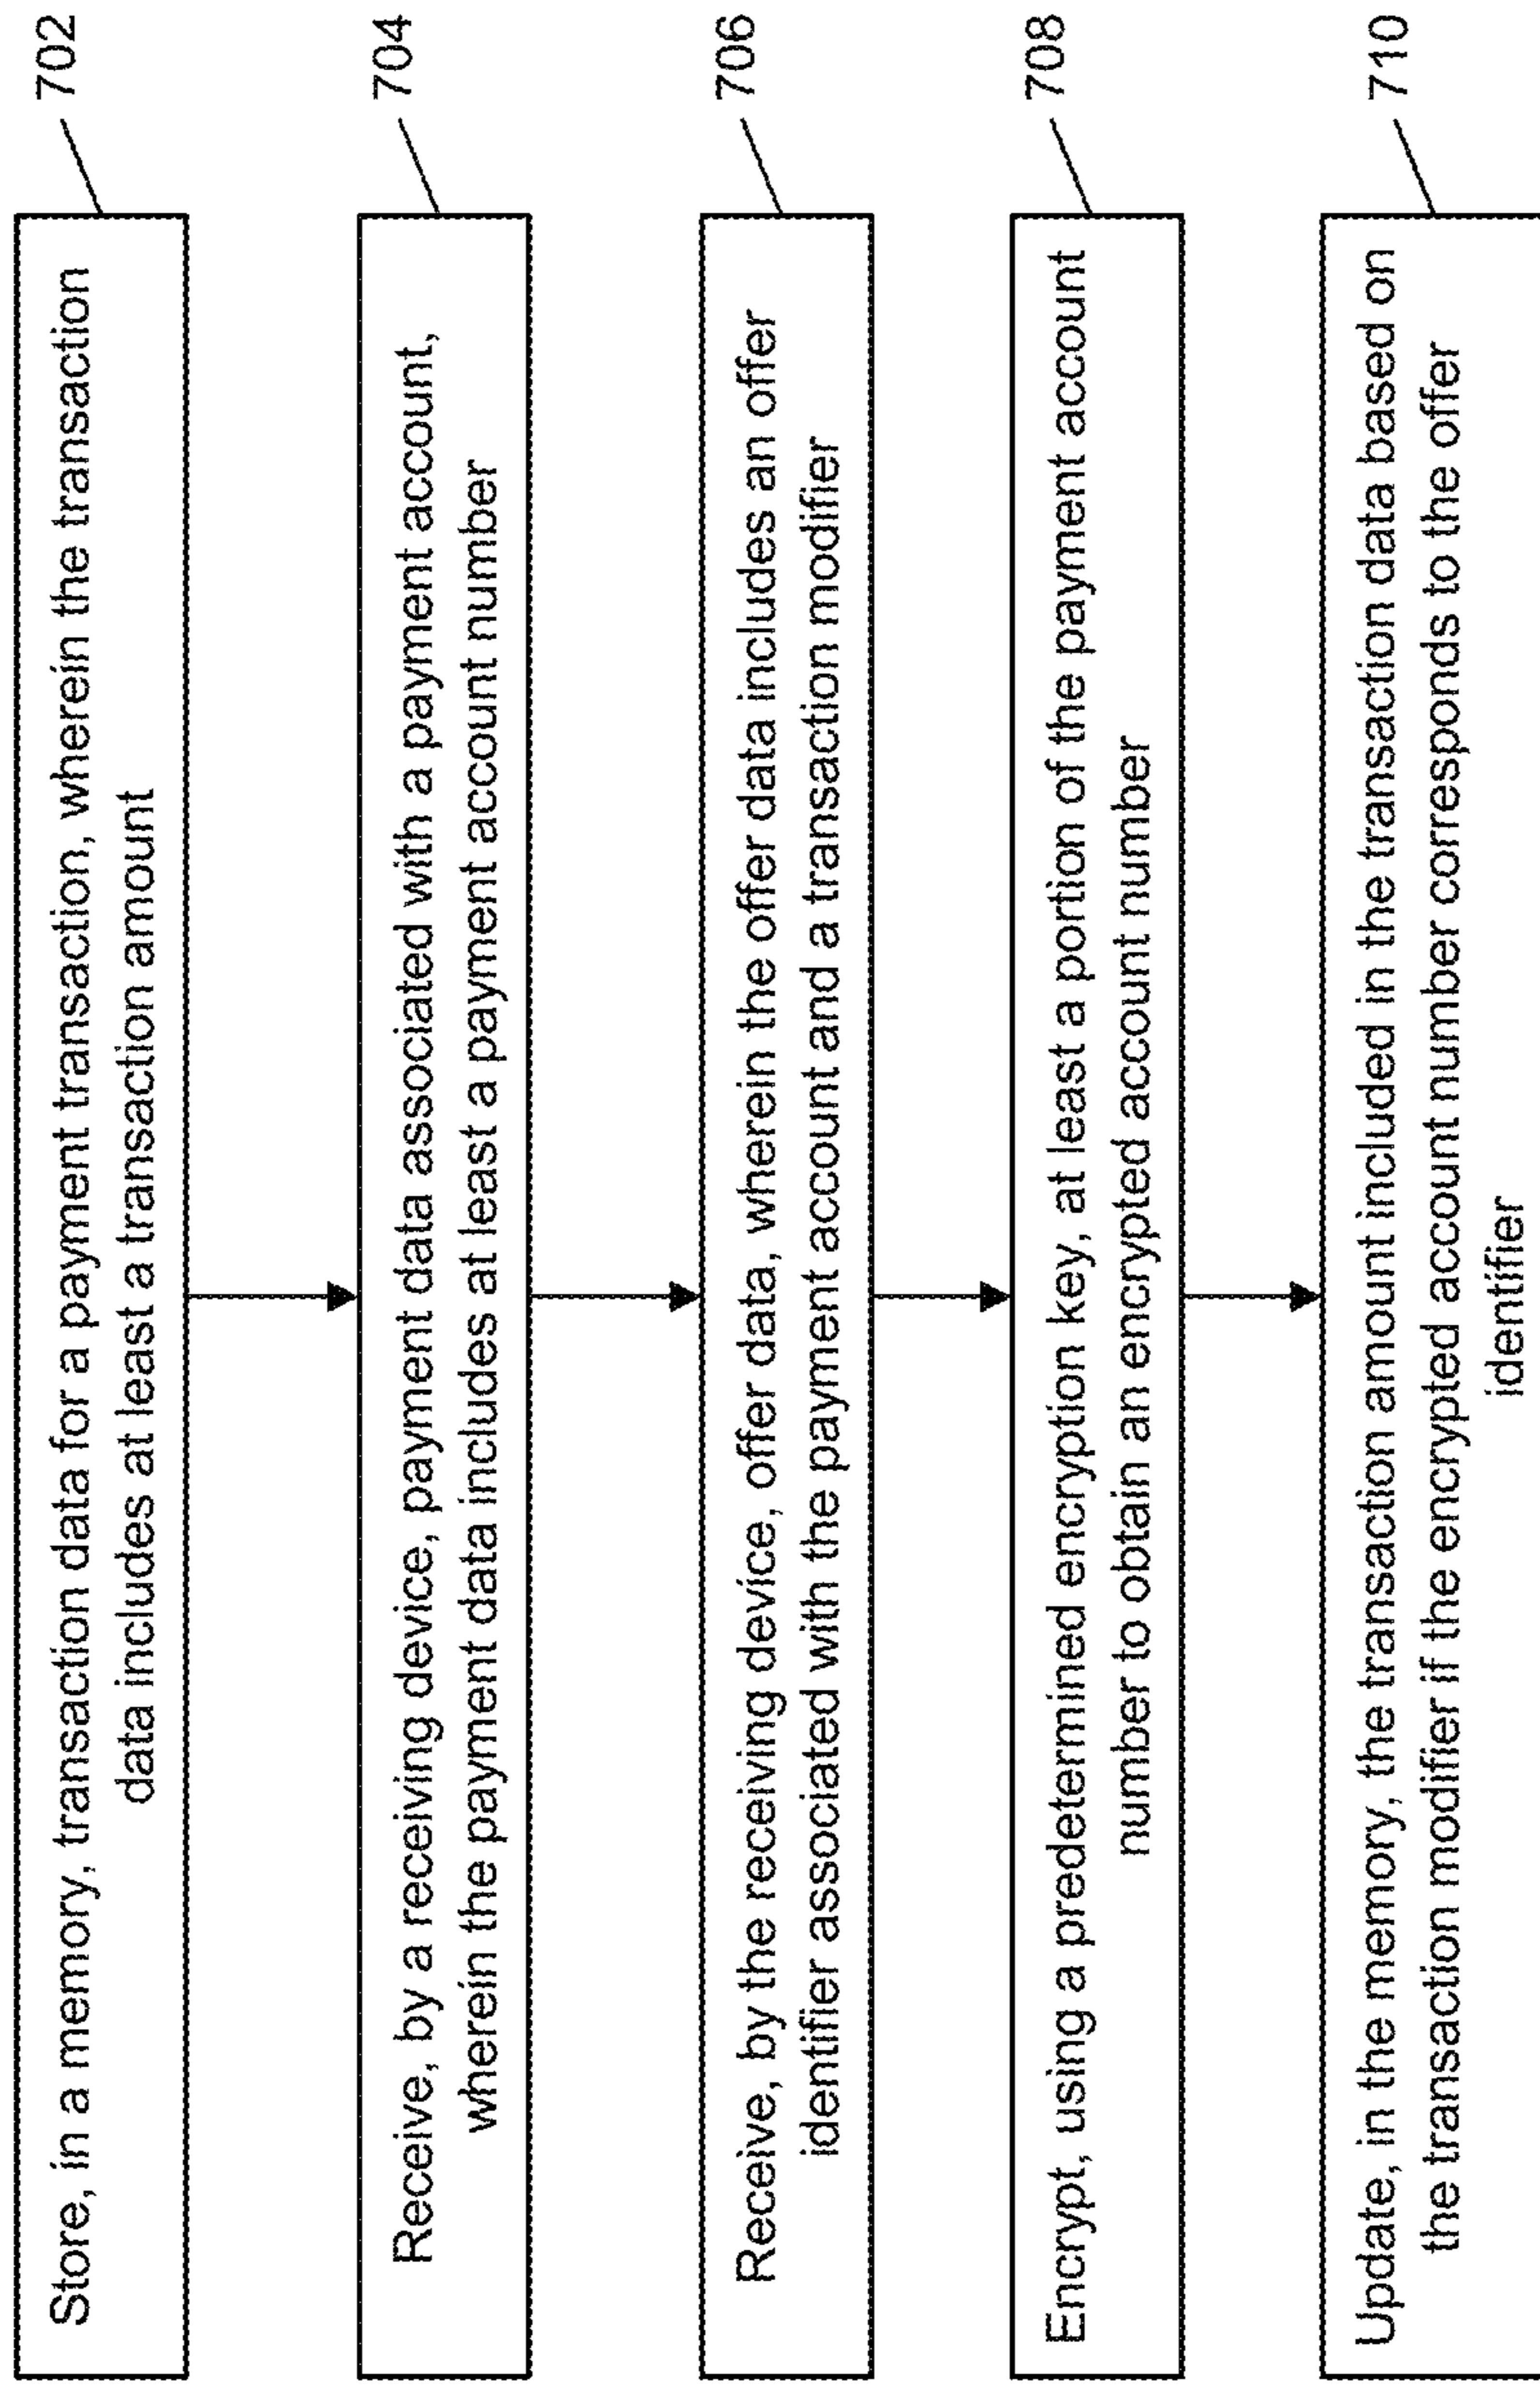 Store, in a memory, transaction data for a payment transaction, wherein the transaction
data includes at least a transaction amount
702
Receive, by a receiving device, payment data associated with a payment account,
wherein the payment data includes at least a payment account number
704
Receive, by the receiving device, offer data, wherein the offer data includes an offer
identifier associated with the payment account and a transaction modifier
706
Encrypt, using a predetermined encryption key, at least a portion of the payment account
number to obtain an encrypted account number
708
Update, in the memory, the transaction amount included in the transaction data based on
the transaction modifier if the encrypted account number corresponds to the offer
identifier
710